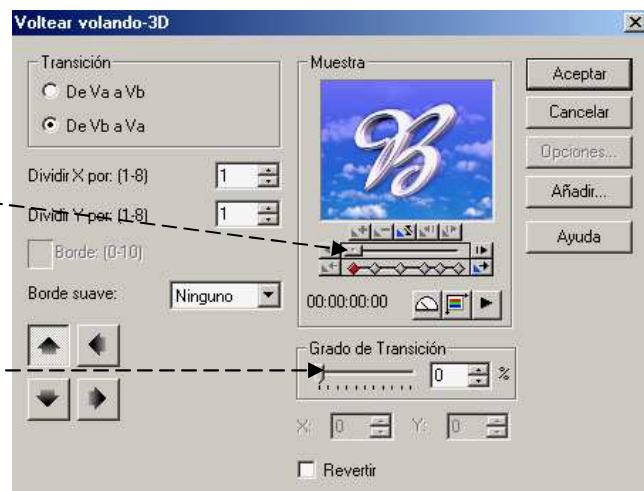 Voltear volando-3D
Transición
De Va a Vb
De Vb a Va
Dividir X por: (1-8)
1
Dividir Y por: (1-8)
1
Borde: (0-10)
Borde suave:
Ninguno
Muestra
B
00:00:00:00
Grado de Transición
0
%
X:
0
Y:
0
Revertir
Aceptar
Cancelar
Opciones...
Añadir...
Ayuda